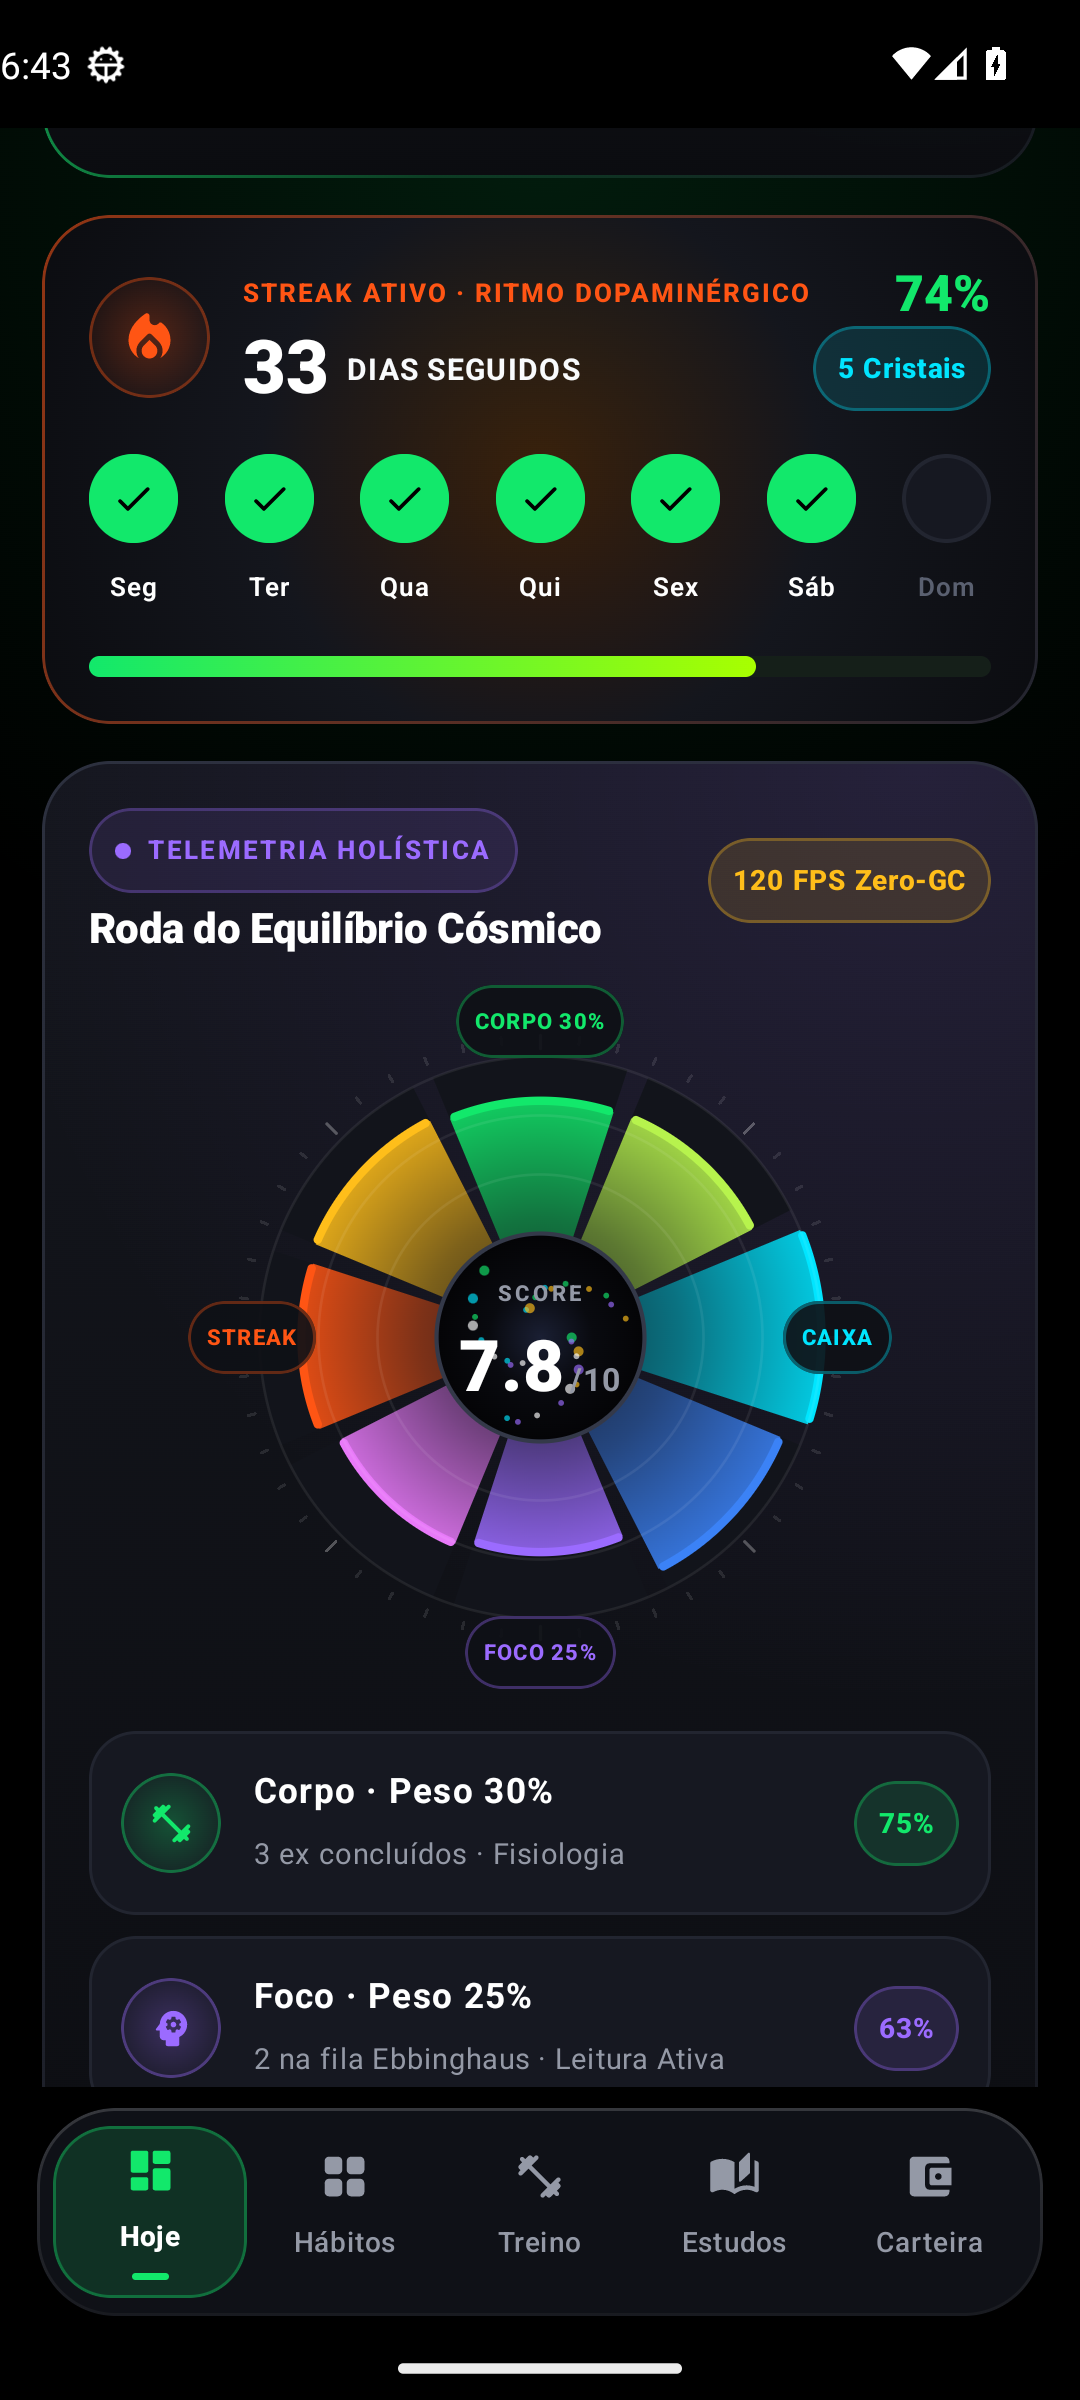 6:43
STREAK ATIVO · RITMO DOPAMINÉRGICO
74%
33 DIAS SEGUIDOS
5 Cristais
Seg Ter Qua Qui Sex Sáb Dom
TELEMETRIA HOLÍSTICA
120 FPS Zero-GC
Roda do Equilíbrio Cósmico
CORPO 30%
SCORE
STREAK
7.8/10
CAIXA
FOCO 25%
Corpo · Peso 30%
3 ex concluídos · Fisiologia
75%
Foco · Peso 25%
2 na fila Ebbinghaus · Leitura Ativa
63%
Hoje Hábitos Treino Estudos Carteira